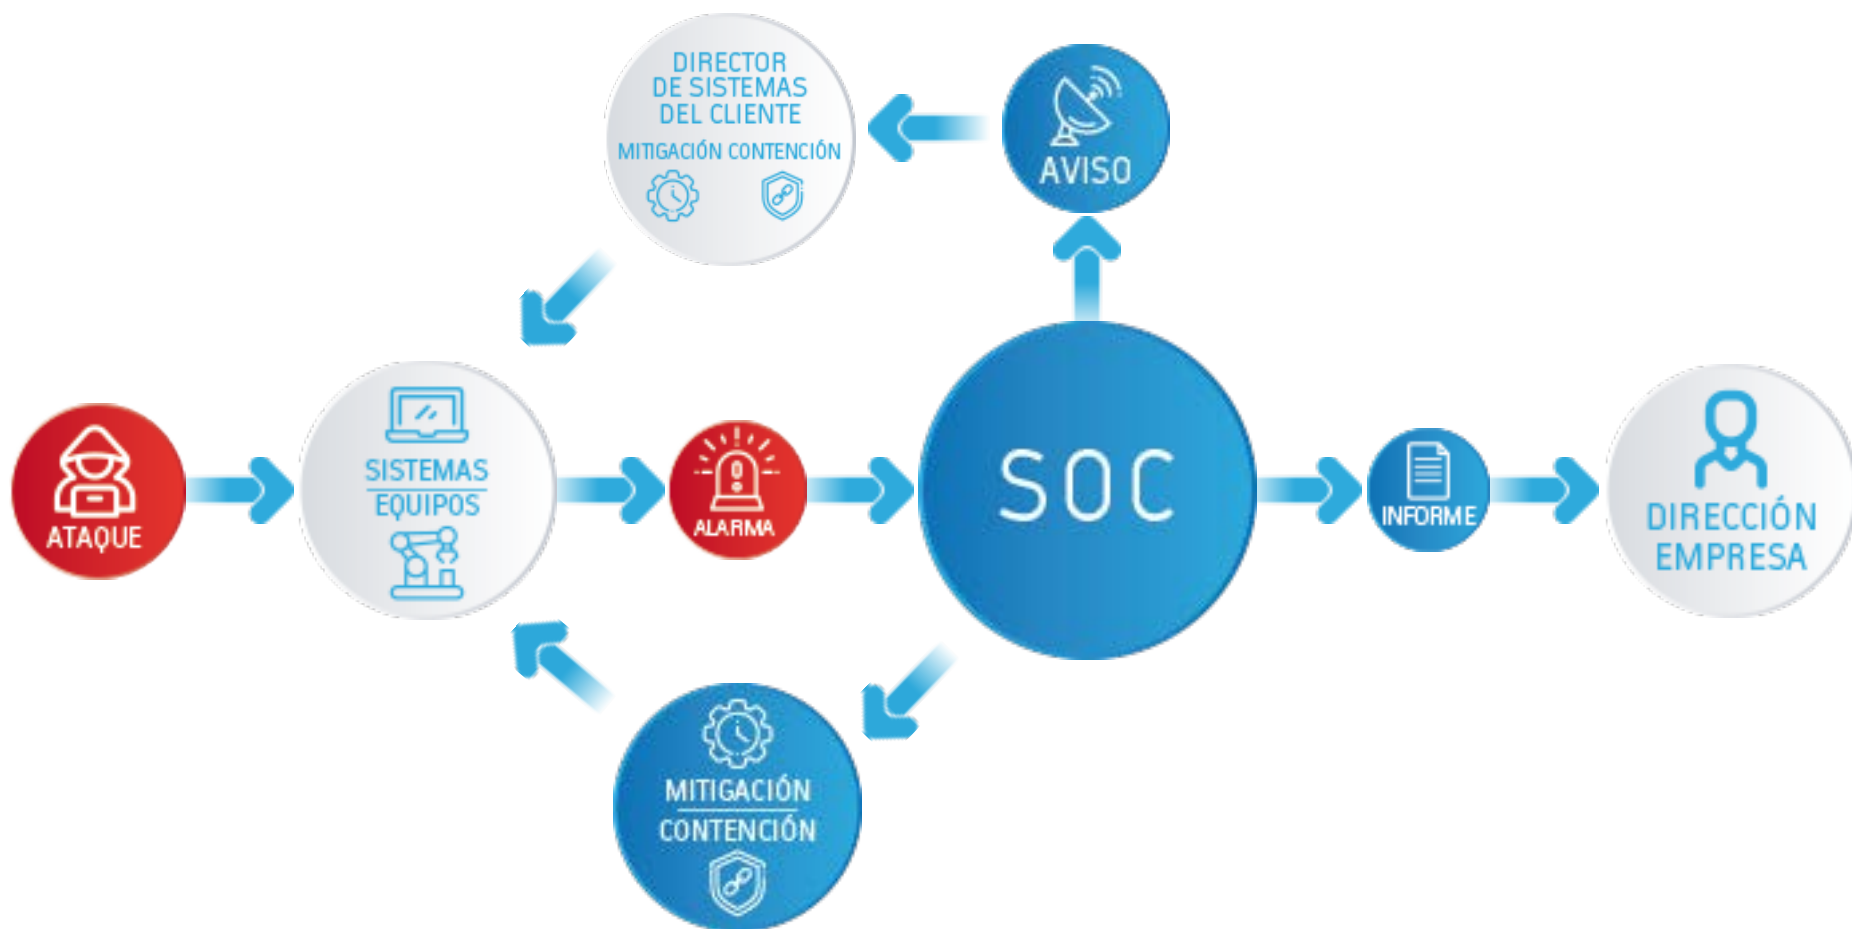 DIRECTOR
DE SISTEMAS
DEL CLIENTE
MITIGACIÓN CONTENCIÓN
AVISO
ATAQUE
SISTEMAS
EQUIPOS
ALARMA
SOC
INFORME
DIRECCIÓN
EMPRESA
MITIGACIÓN
CONTENCIÓN